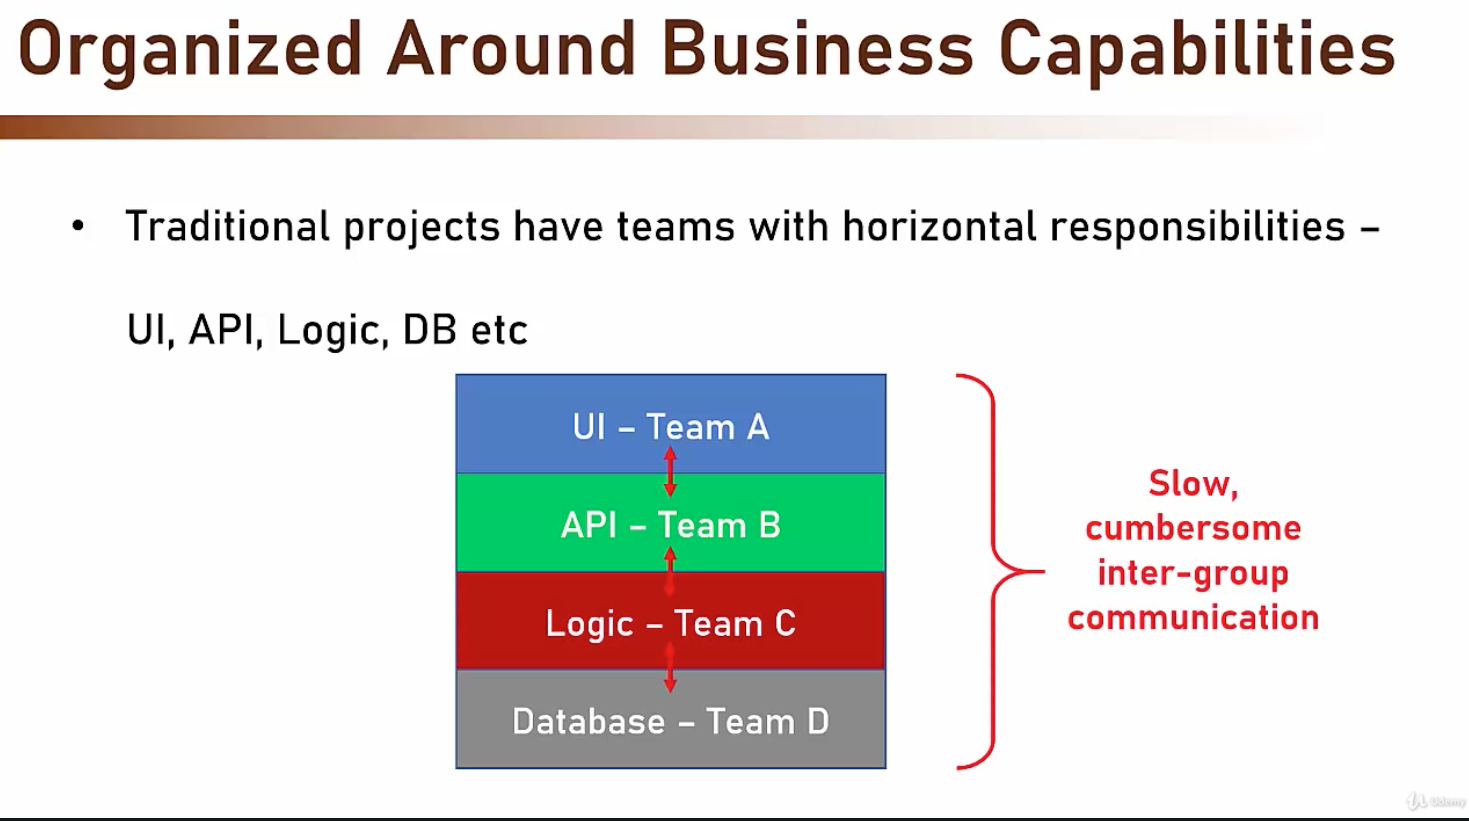 Organized Around Business Capabilities
• Traditional projects have teams with horizontal responsibilities –
UI, API, Logic, DB etc
UI – Team A
API – Team B
Logic – Team C
Database – Team D
Slow,
cumbersome
inter-group
communication
Udemy